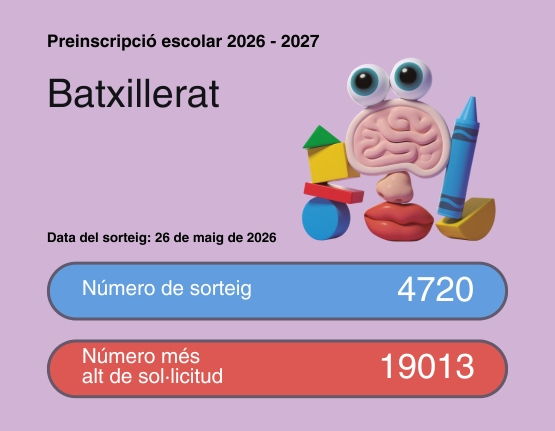 Preinscripció escolar 2026 - 2027
Batxillerat
Data del sorteig: 26 de maig de 2026
Número de sorteig
4720
Número més
alt de sol·licitud
19013